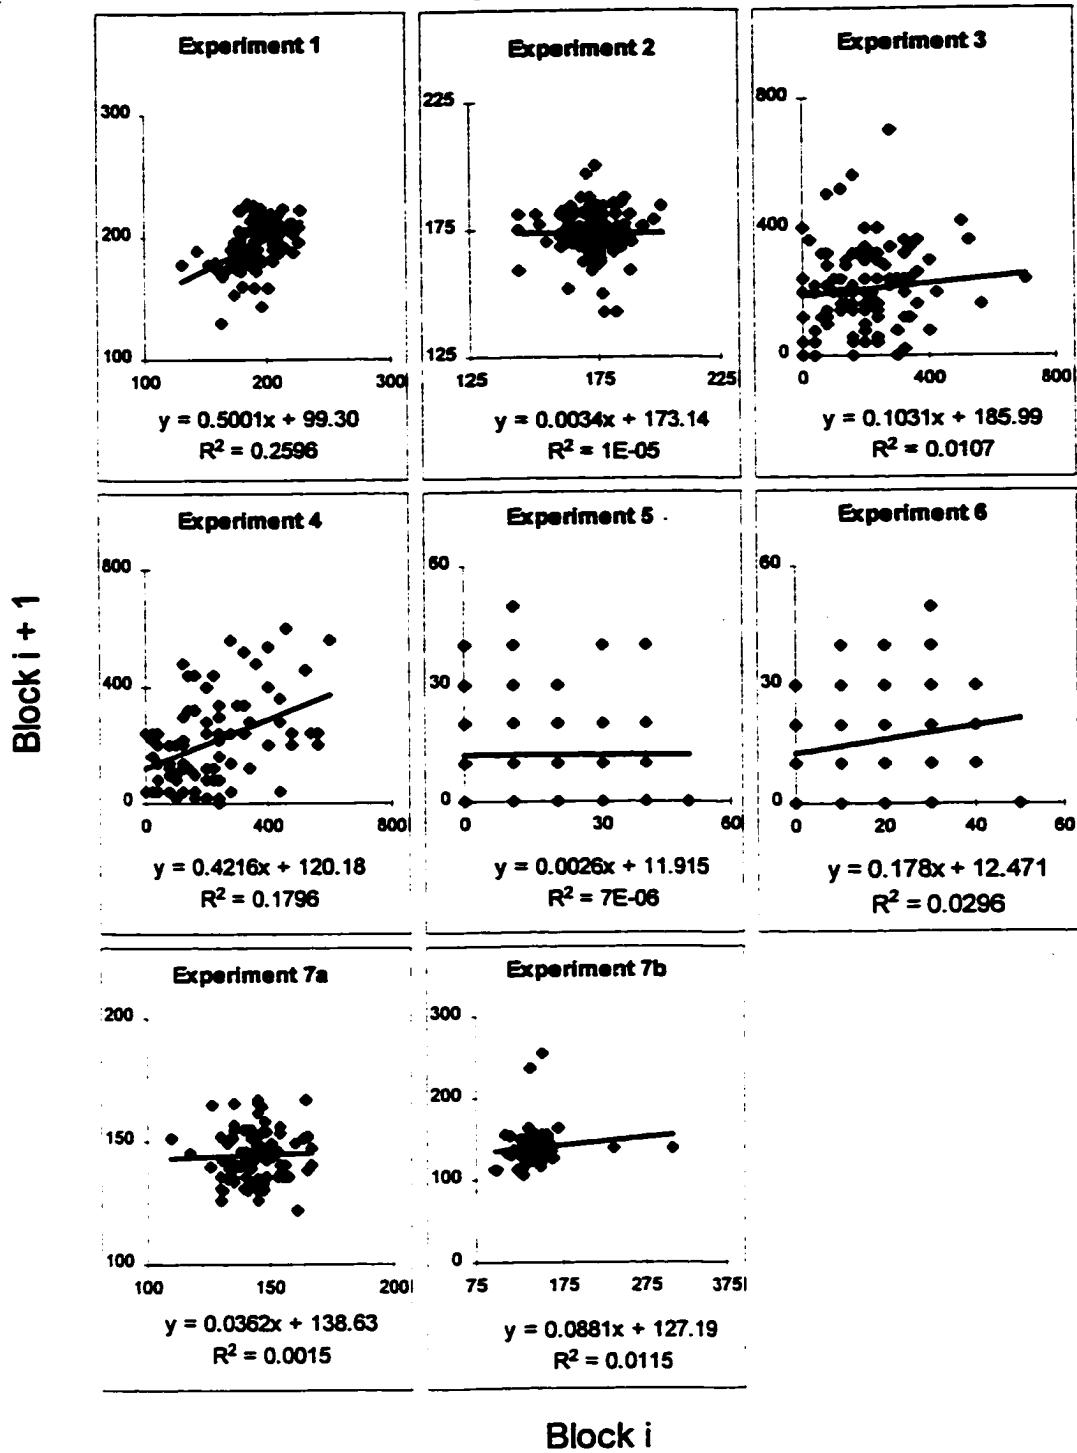 Experiment 1
300
200
100
100 200 300
y = 0.5001x + 99.30
R² = 0.2596
Experiment 2
225
175
125
125 175 225
y = 0.0034x + 173.14
R² = 1E-05
Experiment 3
800
400
0
0 400 800
y = 0.1031x + 185.99
R² = 0.0107
Experiment 4
800
400
0
0 400 800
y = 0.4216x + 120.18
R² = 0.1796
Experiment 5
60
30
0
0 30 60
y = 0.0026x + 11.915
R² = 7E-06
Experiment 6
60
30
0
0 20 40 60
y = 0.178x + 12.471
R² = 0.0296
Experiment 7a
200
150
100
100 150 200
y = 0.0362x + 138.63
R² = 0.0015
Experiment 7b
300
200
100
0
75 175 275 375
y = 0.0881x + 127.19
R² = 0.0115
Block i + 1
Block i